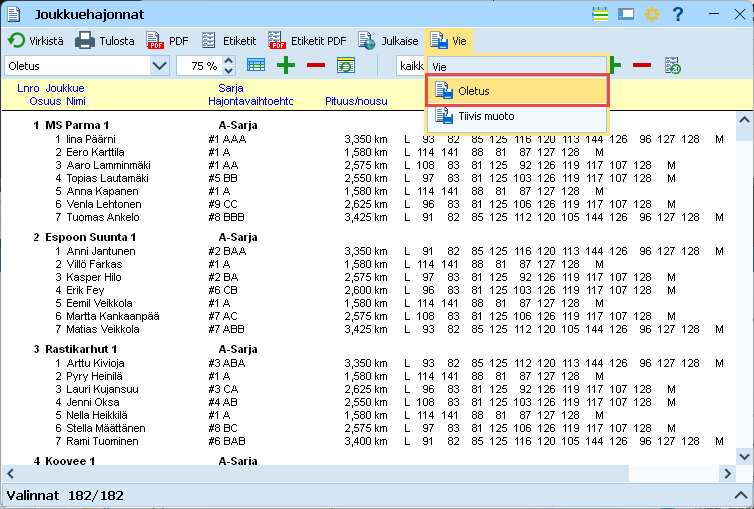 Joukkuehajonnat
Virkistä Tulosta PDF Etiketit Etiketit PDF Julkaise Vie
Oletus 75 % kaikk Vie
Oletus
Tiivis muoto
Lnro Joukkue Sarja
Osuus Nimi Hajontavaihtoehto Pituus/nousu
1 MS Parma 1 A-Sarja
1 Iina Päärni #1 AAA 3,350 km L 93 82 85 125 116 120 113 144 126 96 127 128 M
2 Eero Karttila #1 A 1,580 km L 114 141 88 81 87 127 128 M
3 Aaro Lamminmäki #1 AA 2,575 km L 108 83 81 125 92 126 119 117 107 128 M
4 Topias Lautamäki #5 BB 2,550 km L 97 83 81 125 103 126 119 117 107 128 M
5 Anna Kapanen #1 A 1,580 km L 114 141 88 81 87 127 128 M
6 Venla Lehtonen #9 CC 2,625 km L 96 83 81 125 106 126 119 117 107 128 M
7 Tuomas Ankelo #8 BBB 3,425 km L 91 82 85 125 112 120 105 144 126 97 127 128 M
2 Espoon Suunta 1 A-Sarja
1 Anni Jantunen #2 BAA 3,350 km L 91 82 85 125 116 120 113 144 126 96 127 128 M
2 Villö Farkas #1 A 1,580 km L 114 141 88 81 87 127 128 M
3 Kasper Hilo #2 BA 2,575 km L 97 83 81 125 92 126 119 117 107 128 M
4 Erik Fey #6 CB 2,600 km L 96 83 81 125 103 126 119 117 107 128 M
5 Eemil Veikkola #1 A 1,580 km L 114 141 88 81 87 127 128 M
6 Martta Kankaanpää #7 AC 2,575 km L 108 83 81 125 106 126 119 117 107 128 M
7 Matias Veikkola #7 ABB 3,425 km L 93 82 85 125 112 120 105 144 126 97 127 128 M
3 Rastikarhut 1 A-Sarja
1 Arttu Kivioja #3 ABA 3,350 km L 93 82 85 125 112 120 113 144 126 96 127 128 M
2 Pyry Heinilä #1 A 1,580 km L 114 141 88 81 87 127 128 M
3 Lauri Kujansuu #3 CA 2,625 km L 96 83 81 125 92 126 119 117 107 128 M
4 Jenni Oksa #4 AB 2,550 km L 108 83 81 125 103 126 119 117 107 128 M
5 Nella Heikkilä #1 A 1,580 km L 114 141 88 81 87 127 128 M
6 Stella Määttänen #8 BC 2,575 km L 97 83 81 125 106 126 119 117 107 128 M
7 Rami Tuominen #6 BAB 3,400 km L 91 82 85 125 116 120 105 144 126 97 127 128 M
4 Koovee 1 A-Sarja
Valinnat 182/182